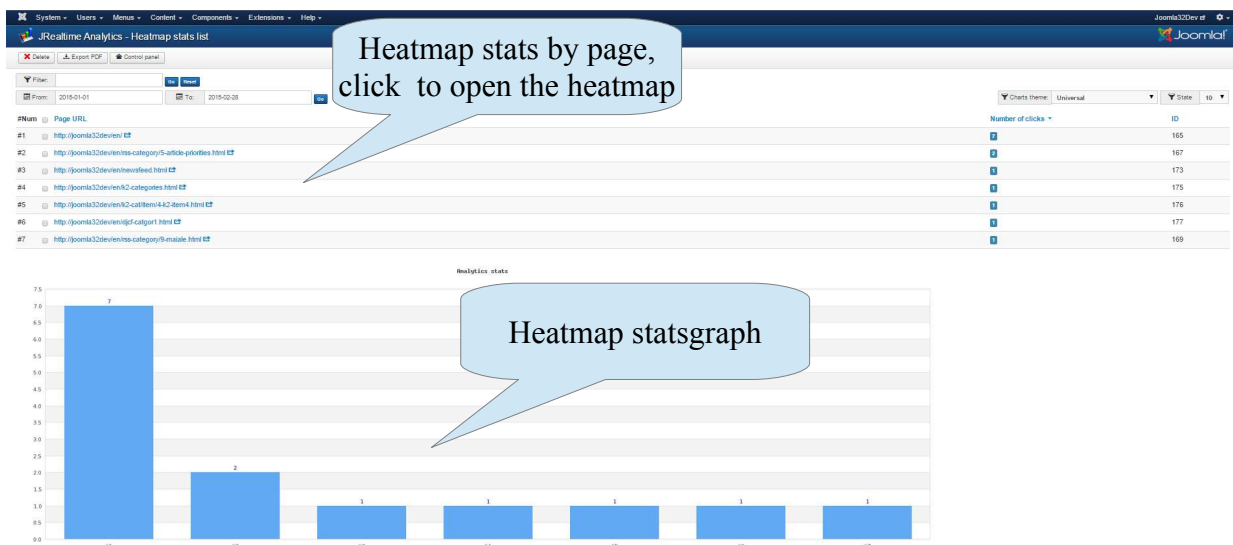 System Users Menus Content Components Extensions Help Joomla32Dev
JRealtime Analytics - Heatmap stats list Joomla!
Delete Export PDF Control panel
Heatmap stats by page,
click to open the heatmap
Filter: Go Reset
From: 2015-01-01 To: 2015-02-28 Go Charts theme: Universal State 10
#Num Page URL Number of clicks ID
#1 http://joomla32dev/en/ 7 165
#2 http://joomla32dev/en/rss-category/5-article-priorities.html 2 167
#3 http://joomla32dev/en/newsfeed.html 1 173
#4 http://joomla32dev/en/k2-categories.html 1 175
#5 http://joomla32dev/en/k2-cat/item/4-k2-item4.html 1 176
#6 http://joomla32dev/en/djcf-catgor1.html 1 177
#7 http://joomla32dev/en/rss-category/9-maiale.html 1 169
Analytics stats
Heatmap statsgraph
7.5
7.0
6.5
6.0
5.5
5.0
4.5
4.0
3.5
3.0
2.5
2.0
1.5
1.0
0.5
0.0
7 2 1 1 1 1 1